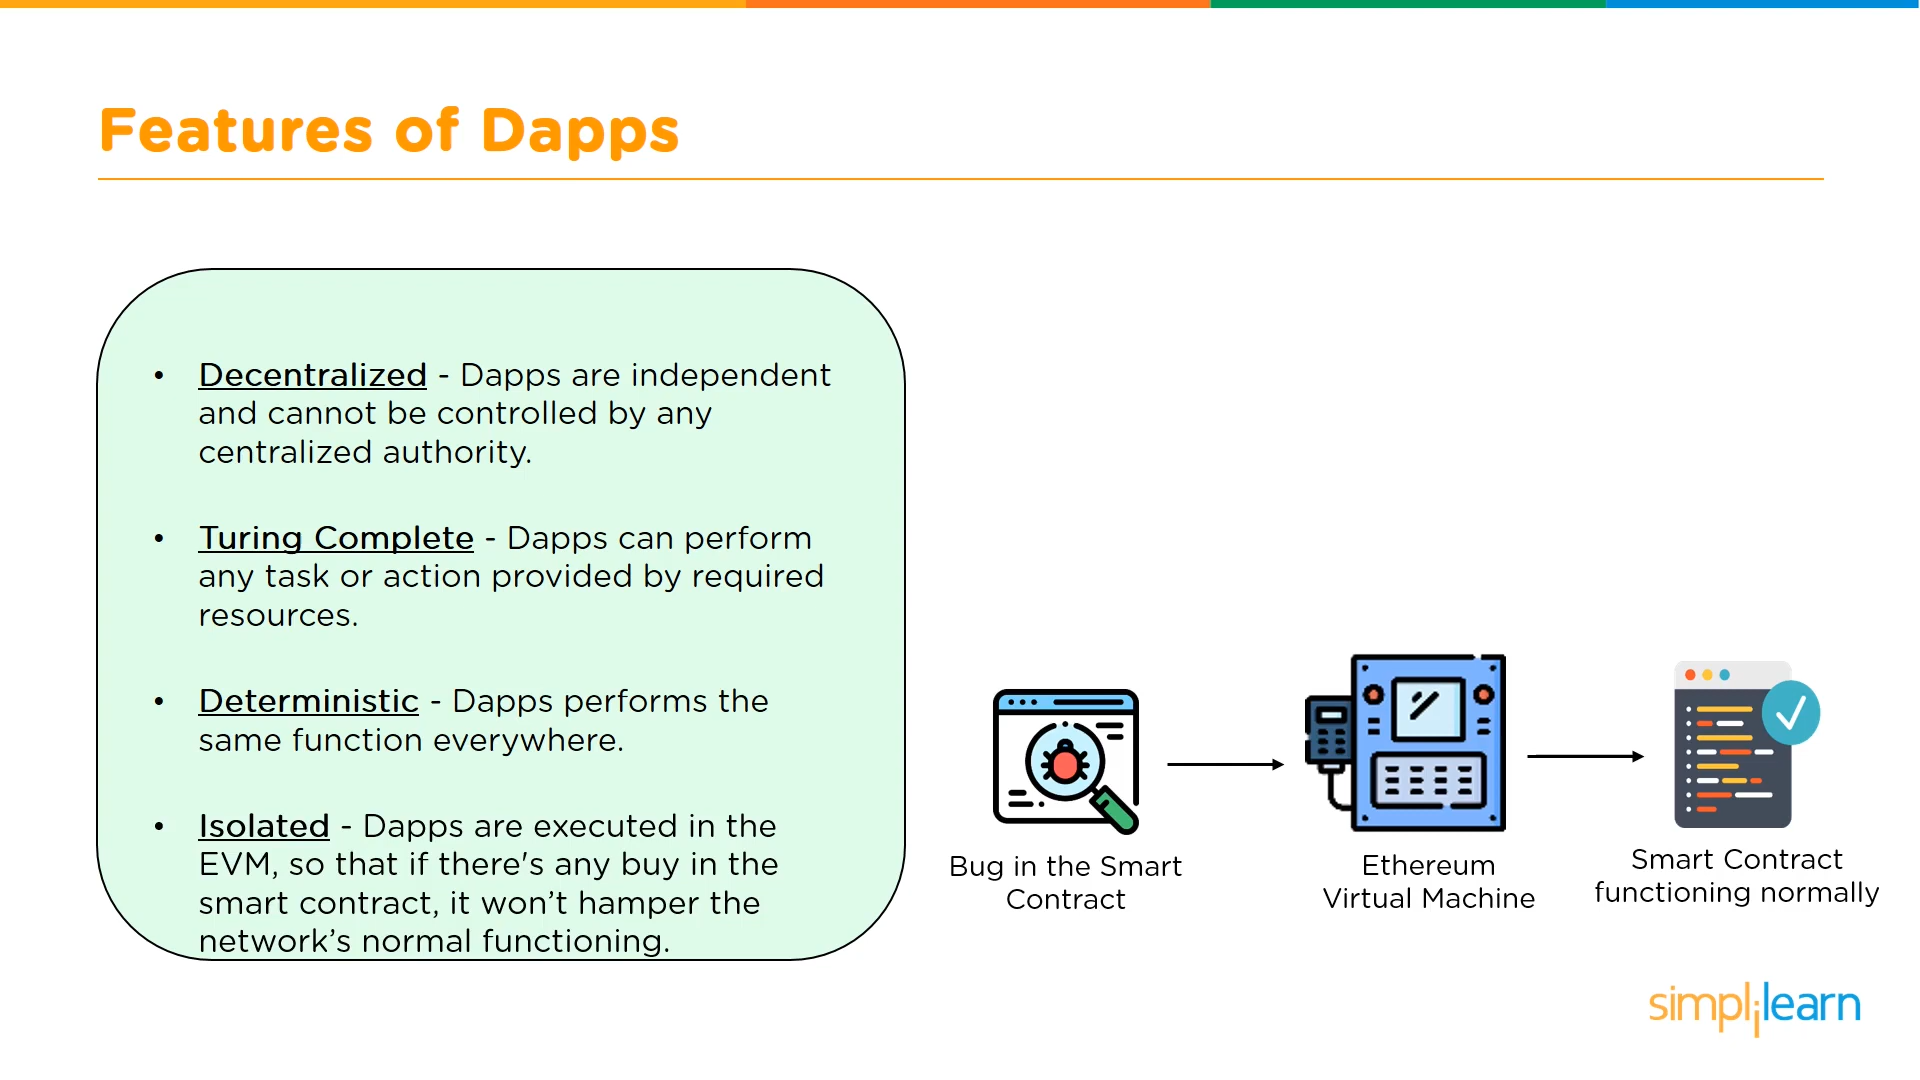 Features of Dapps
• Decentralized - Dapps are independent
and cannot be controlled by any
centralized authority.
• Turing Complete - Dapps can perform
any task or action provided by required
resources.
• Deterministic - Dapps performs the
same function everywhere.
• Isolated - Dapps are executed in the
EVM, so that if there's any buy in the
smart contract, it won’t hamper the
network’s normal functioning.
Bug in the Smart
Contract
Ethereum
Virtual Machine
Smart Contract
functioning normally
simplilearn